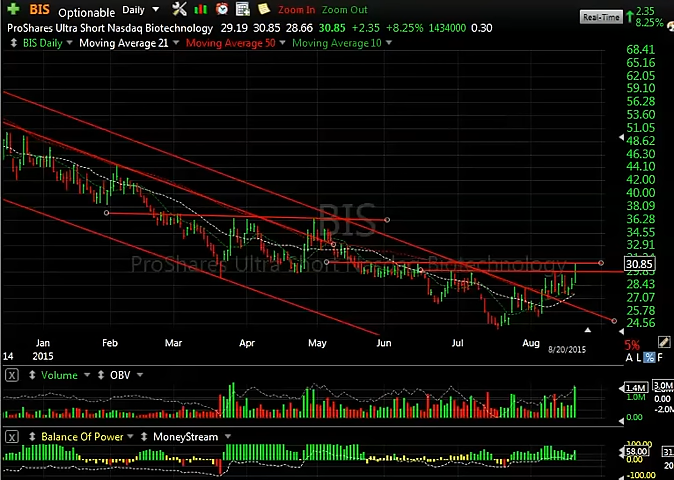 BIS Optionable Daily Zoom In Zoom Out Real-Time 2.35
8.25%
ProShares Ultra Short Nasdaq Biotechnology 29.19 30.85 28.66 30.85 +2.35 +8.25% 1434000 0.30
BIS Daily Moving Average 21 Moving Average 50 Moving Average 10
68.41
65.16
62.05
59.10
56.28
53.60
51.05
48.62
46.30
44.10
42.00
40.00
38.09
36.28
34.55
32.91
30.85
28.43
27.07
25.78
24.56
BIS
ProShares Ultra Short Nasdaq Biotechnology
Jan Feb Mar Apr May Jun Jul Aug
14 2015 8/20/2015
5%
A L % F
X Volume OBV
1.4M 3.0M
1.0M 0.00
0 -2.0M
X Balance Of Power MoneyStream
100.00
58.00 31
0.00
-100.00 20